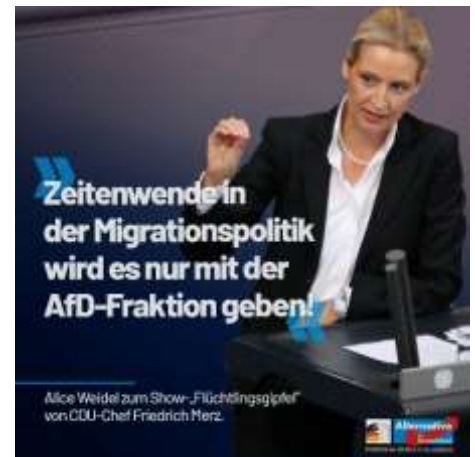 Zeitenwende in
der Migrationspolitik
wird es nur mit der
AfD-Fraktion geben!
Alice Weidel zum Show-„Flüchtlingsgipfel“
von CDU-Chef Friedrich Merz.
Alternative